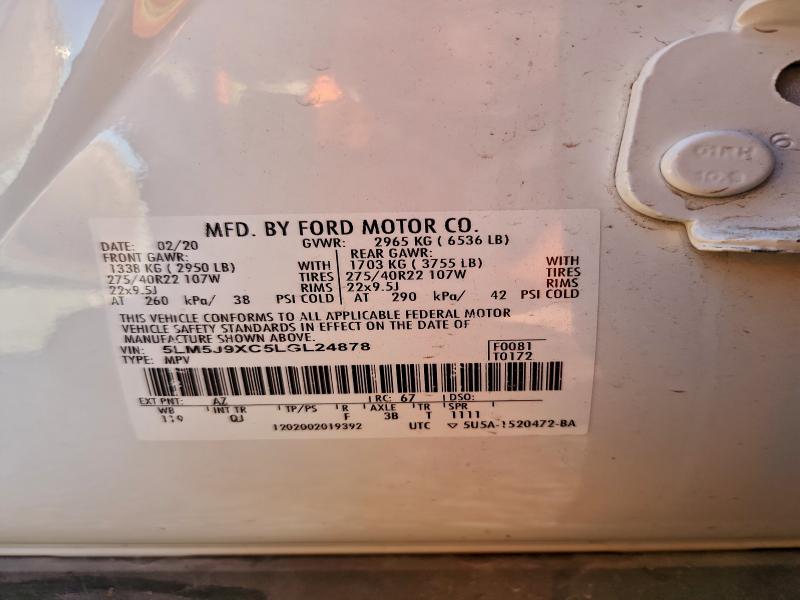 MFD. BY FORD MOTOR CO.
DATE: 02/20 GVWR: 2965 KG ( 6536 LB)
FRONT GAWR: REAR GAWR:
1338 KG ( 2950 LB) WITH 1703 KG ( 3755 LB) WITH
275/40R22 107W TIRES 275/40R22 107W TIRES
22x9.5J RIMS 22x9.5J RIMS
AT 260 kPa/ 38 PSI COLD AT 290 kPa/ 42 PSI COLD
THIS VEHICLE CONFORMS TO ALL APPLICABLE FEDERAL MOTOR
VEHICLE SAFETY STANDARDS IN EFFECT ON THE DATE OF
MANUFACTURE SHOWN ABOVE.
VIN: 5LM5J9XC5LGL24878 F0081
TYPE: MPV T0172
EXT PNT: AZ RC: 67 DSO:
WB INT TR TP/PS R AXLE TR SPR
119 QJ F 3B T 1111
1202002019392 UTC ▽ 5U5A-1520472-BA